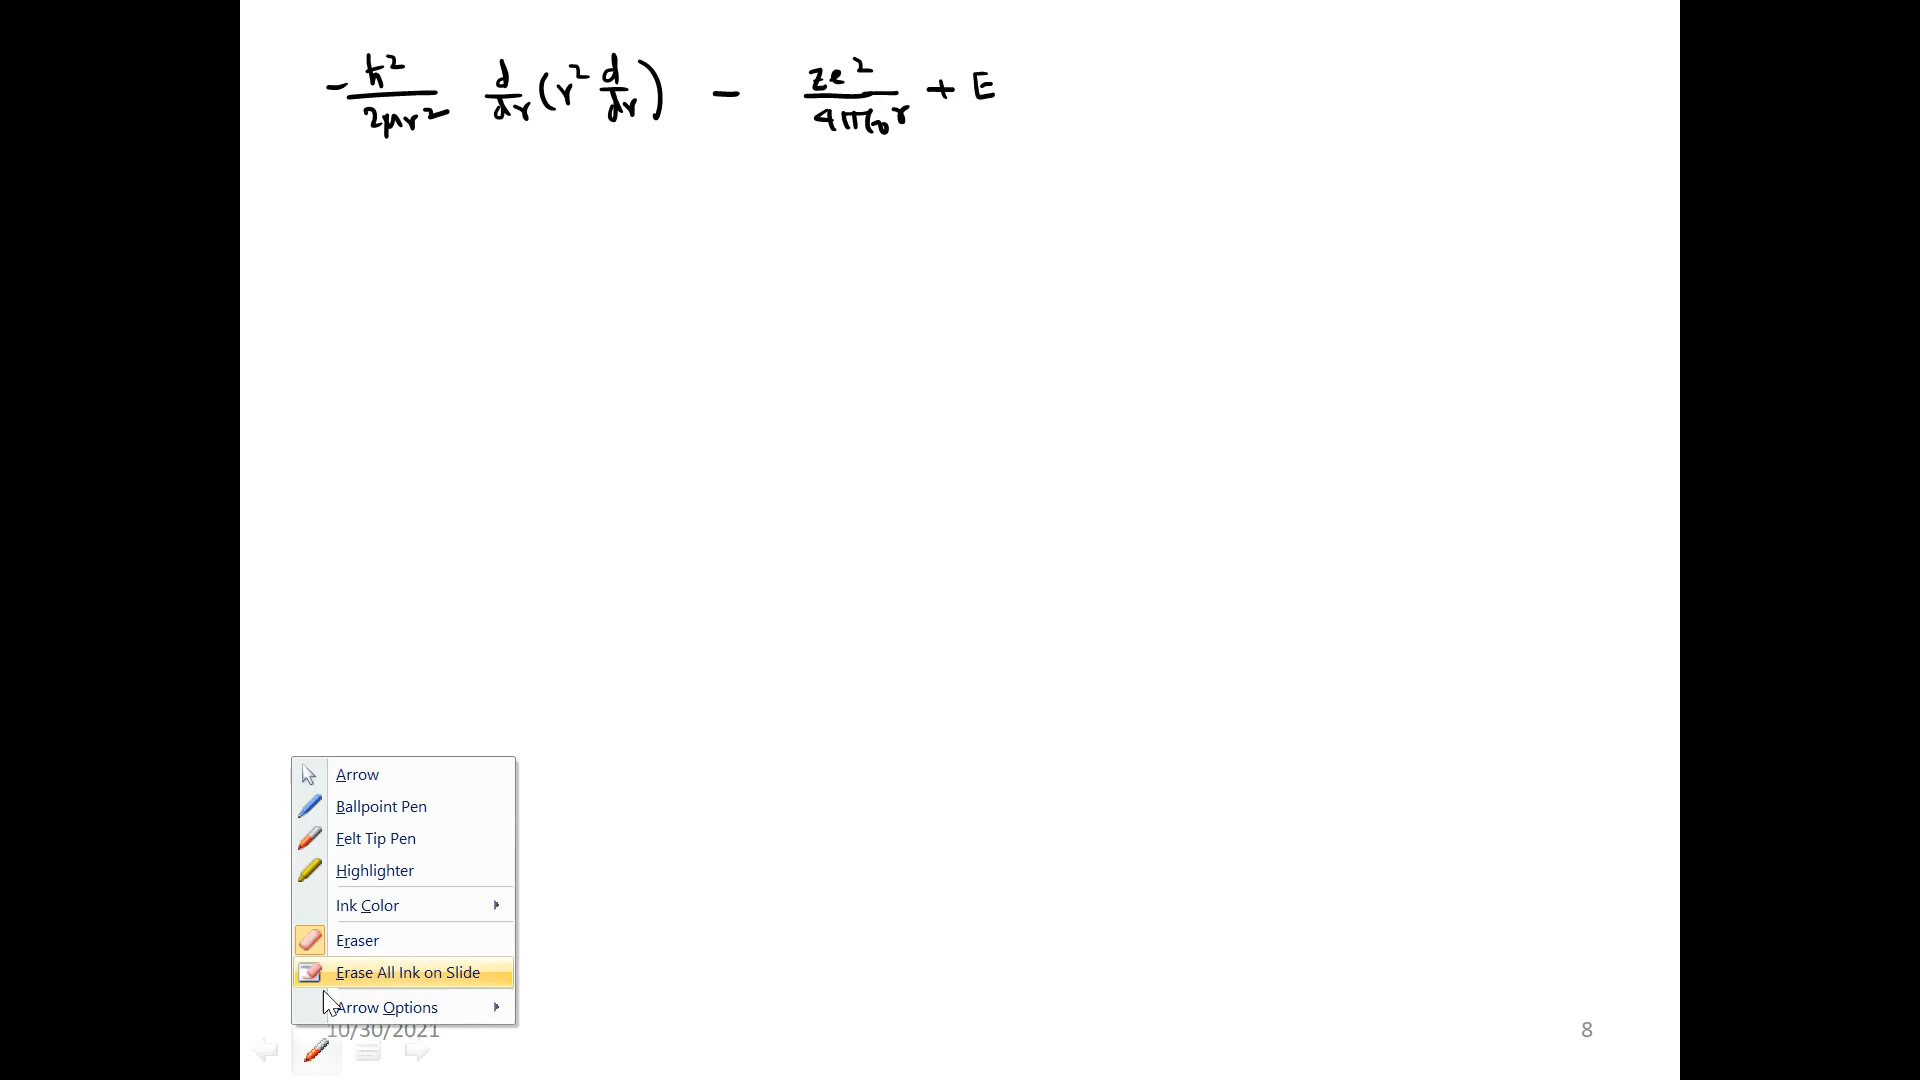 -ħ²/2μr² d/dr(r² d/dr) - ze²/4πε₀r + E
Arrow
Ballpoint Pen
Felt Tip Pen
Highlighter
Ink Color
Eraser
Erase All Ink on Slide
Arrow Options
10/30/2021
8